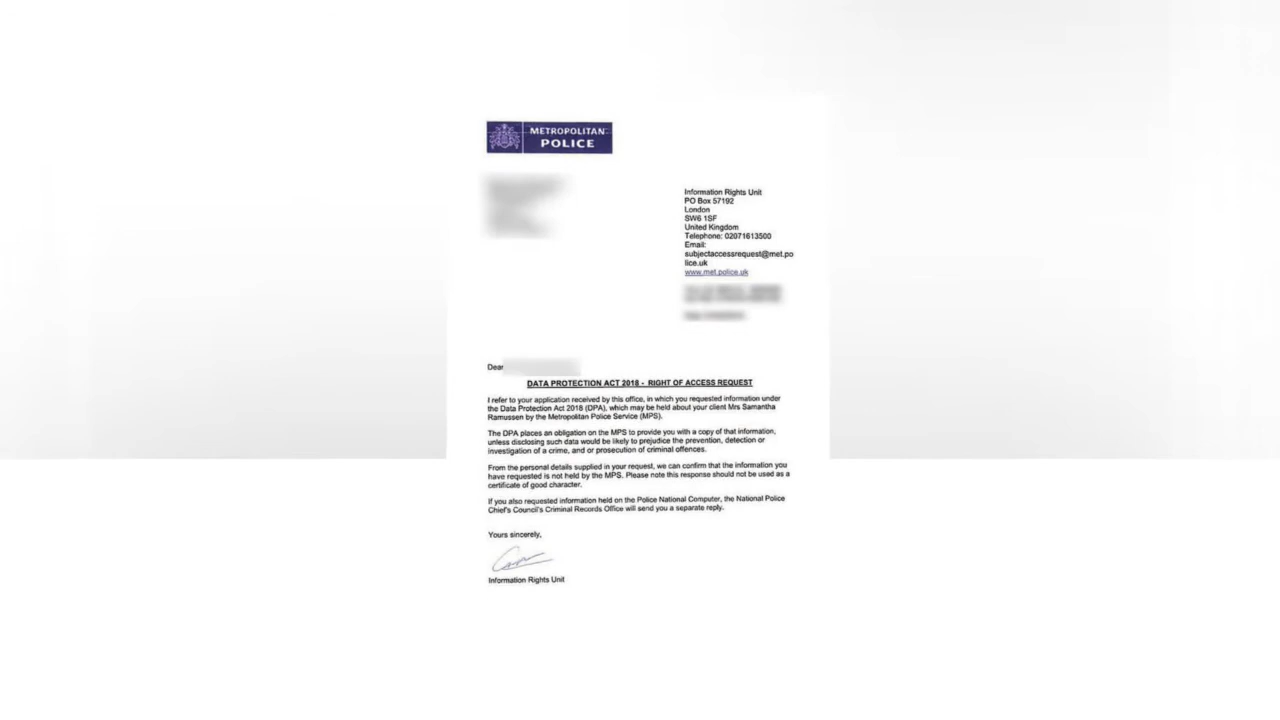 METROPOLITAN
POLICE
Information Rights Unit
PO Box 57192
London
SW6 1SF
United Kingdom
Telephone: 02071613500
Email:
subjectaccessrequest@met.po
lice.uk
www.met.police.uk
Dear
DATA PROTECTION ACT 2018 - RIGHT OF ACCESS REQUEST
I refer to your application received by this office, in which you requested information under
the Data Protection Act 2018 (DPA), which may be held about your client Mrs Samantha
Ramussen by the Metropolitan Police Service (MPS).
The DPA places an obligation on the MPS to provide you with a copy of that information,
unless disclosing such data would be likely to prejudice the prevention, detection or
investigation of a crime, and or prosecution of criminal offences.
From the personal details supplied in your request, we can confirm that the information you
have requested is not held by the MPS. Please note this response should not be used as a
certificate of good character.
If you also requested information held on the Police National Computer, the National Police
Chief's Council's Criminal Records Office will send you a separate reply.
Yours sincerely,
Information Rights Unit